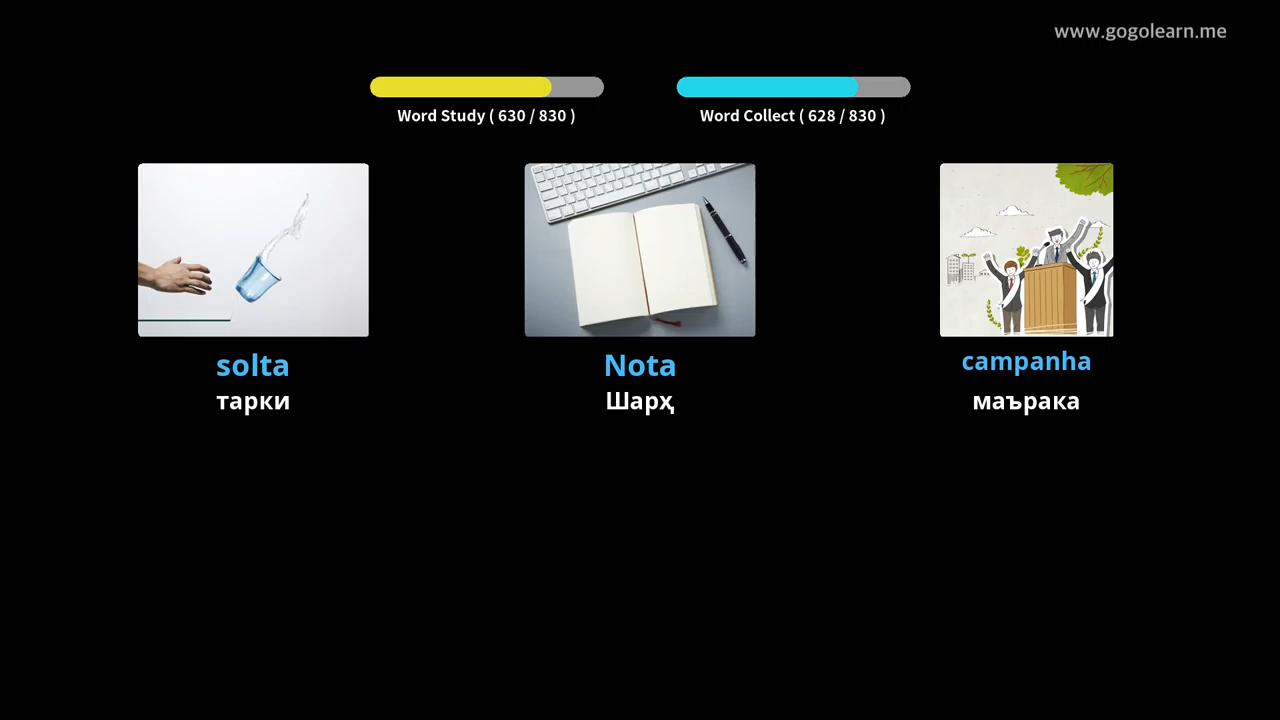 www.gogolearn.me
Word Study ( 630 / 830 )
Word Collect ( 628 / 830 )
solta
тарки
Nota
Шарҳ
campanha
маърака